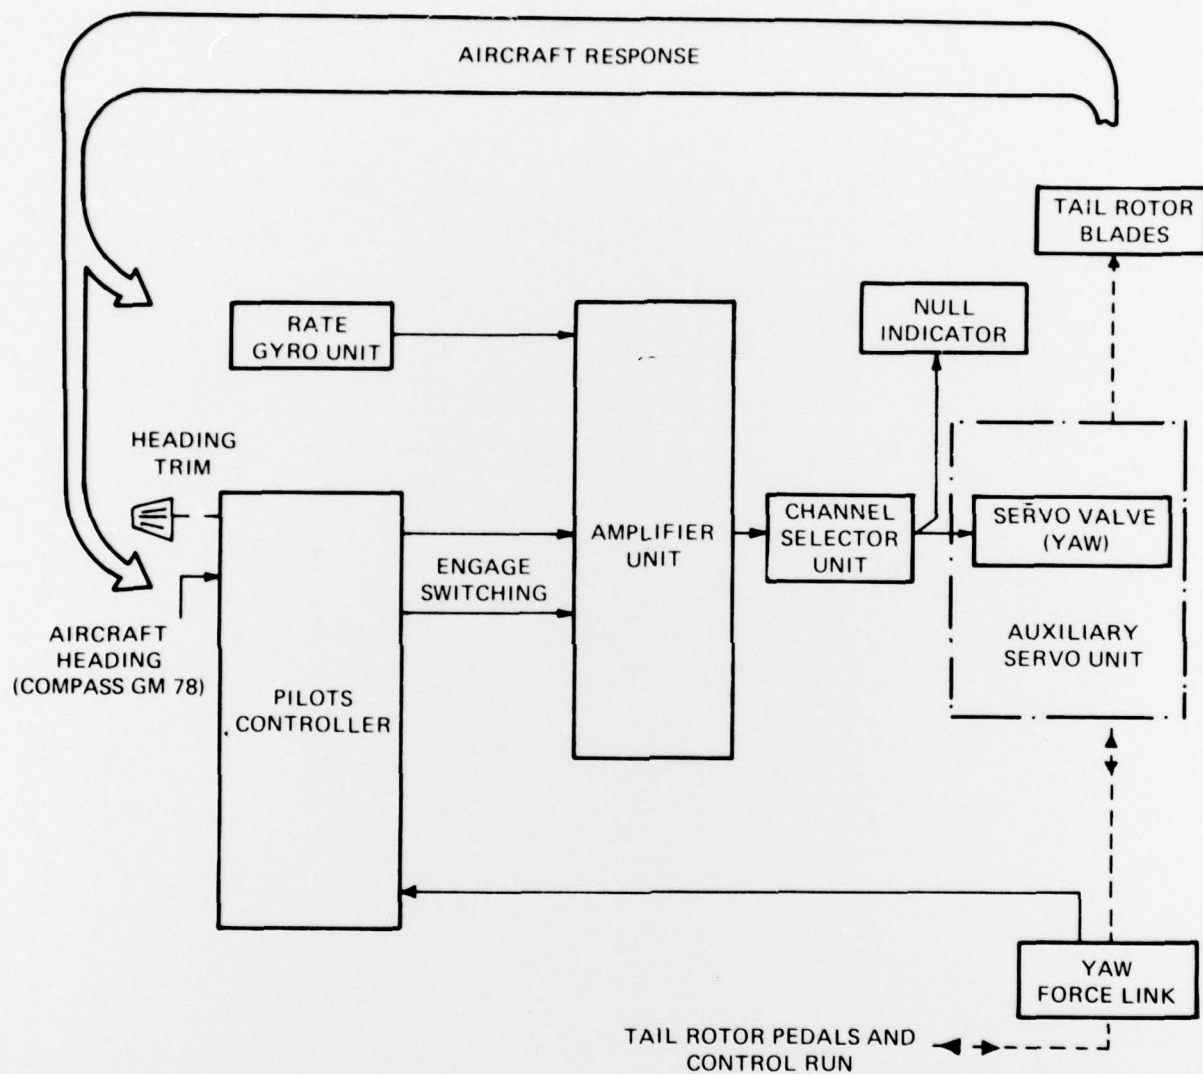 AIRCRAFT RESPONSE
TAIL ROTOR
BLADES
NULL
INDICATOR
RATE
GYRO UNIT
HEADING
TRIM
ENGAGE
SWITCHING
AMPLIFIER
UNIT
CHANNEL
SELECTOR
UNIT
SERVO VALVE
(YAW)
AUXILIARY
SERVO UNIT
AIRCRAFT
HEADING
(COMPASS GM 78)
PILOTS
CONTROLLER
YAW
FORCE LINK
TAIL ROTOR PEDALS AND
CONTROL RUN